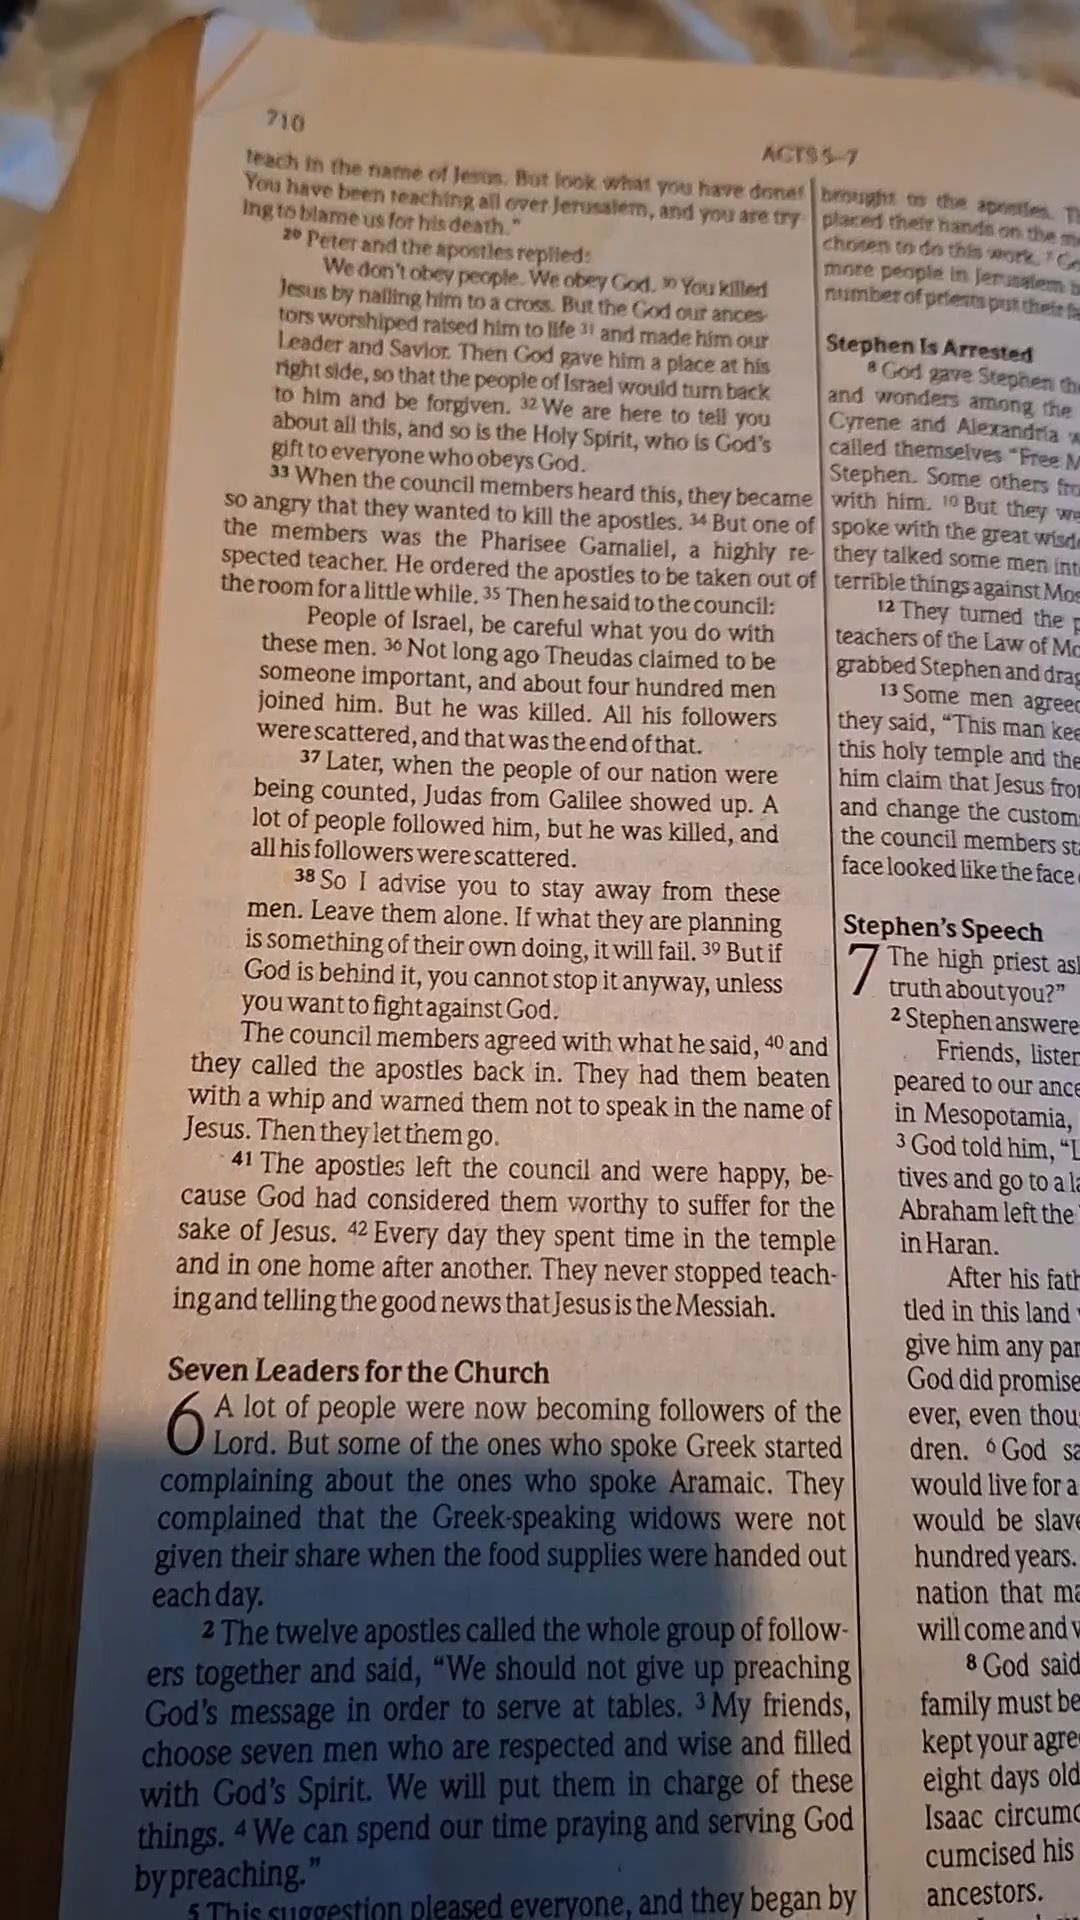 710
ACTS 5–7
teach in the name of Jesus. But look what you have done!
You have been teaching all over Jerusalem, and you are try-
ing to blame us for his death."
29 Peter and the apostles replied:
We don't obey people. We obey God. 30 You killed
Jesus by nailing him to a cross. But the God our ances-
tors worshiped raised him to life 31 and made him our
Leader and Savior. Then God gave him a place at his
right side, so that the people of Israel would turn back
to him and be forgiven. 32 We are here to tell you
about all this, and so is the Holy Spirit, who is God's
gift to everyone who obeys God.
33 When the council members heard this, they became
so angry that they wanted to kill the apostles. 34 But one of
the members was the Pharisee Gamaliel, a highly re-
spected teacher. He ordered the apostles to be taken out of
the room for a little while. 35 Then he said to the council:
People of Israel, be careful what you do with
these men. 36 Not long ago Theudas claimed to be
someone important, and about four hundred men
joined him. But he was killed. All his followers
were scattered, and that was the end of that.
37 Later, when the people of our nation were
being counted, Judas from Galilee showed up. A
lot of people followed him, but he was killed, and
all his followers were scattered.
38 So I advise you to stay away from these
men. Leave them alone. If what they are planning
is something of their own doing, it will fail. 39 But if
God is behind it, you cannot stop it anyway, unless
you want to fight against God.
The council members agreed with what he said, 40 and
they called the apostles back in. They had them beaten
with a whip and warned them not to speak in the name of
Jesus. Then they let them go.
41 The apostles left the council and were happy, be-
cause God had considered them worthy to suffer for the
sake of Jesus. 42 Every day they spent time in the temple
and in one home after another. They never stopped teach-
ing and telling the good news that Jesus is the Messiah.
Seven Leaders for the Church
6 A lot of people were now becoming followers of the
Lord. But some of the ones who spoke Greek started
complaining about the ones who spoke Aramaic. They
complained that the Greek-speaking widows were not
given their share when the food supplies were handed out
each day.
2 The twelve apostles called the whole group of follow-
ers together and said, "We should not give up preaching
God's message in order to serve at tables. 3 My friends,
choose seven men who are respected and wise and filled
with God's Spirit. We will put them in charge of these
things. 4 We can spend our time praying and serving God
by preaching."
5 This suggestion pleased everyone, and they began by
brought to the apostles.
placed their hands on the
chosen to do this work. 7
more people in Jerusalem
number of priests put their
Stephen Is Arrested
8 God gave Stephen
and wonders among the
Cyrene and Alexandria
called themselves "Free
Stephen. Some others
with him. 10 But they
spoke with the great
they talked some men
terrible things against
12 They turned the
teachers of the Law of
grabbed Stephen and
13 Some men
they said, "This man
this holy temple and the
him claim that Jesus
and change the
the council members
face looked like the face
Stephen's Speech
7 The high priest
truth about you?"
2 Stephen
Friends,
peared to our
in Mesopotamia,
3 God told him,
tives and go to a
Abraham left the
in Haran.
After his
tled in this land
give him any
God did promise
ever, even
dren. 6 God
would live for a
would be
hundred years.
nation that
will come and
8 God said
family must be
kept your
eight days old
Isaac
cumcised his
ancestors.